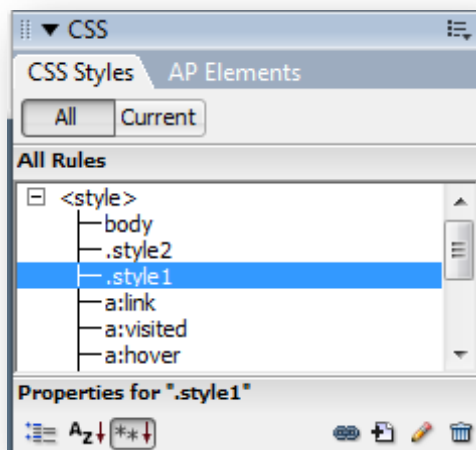 CSS
CSS Styles AP Elements
All Current
All Rules
<style>
body
.style2
.style1
a:link
a:visited
a:hover
Properties for ".style1"
Az **